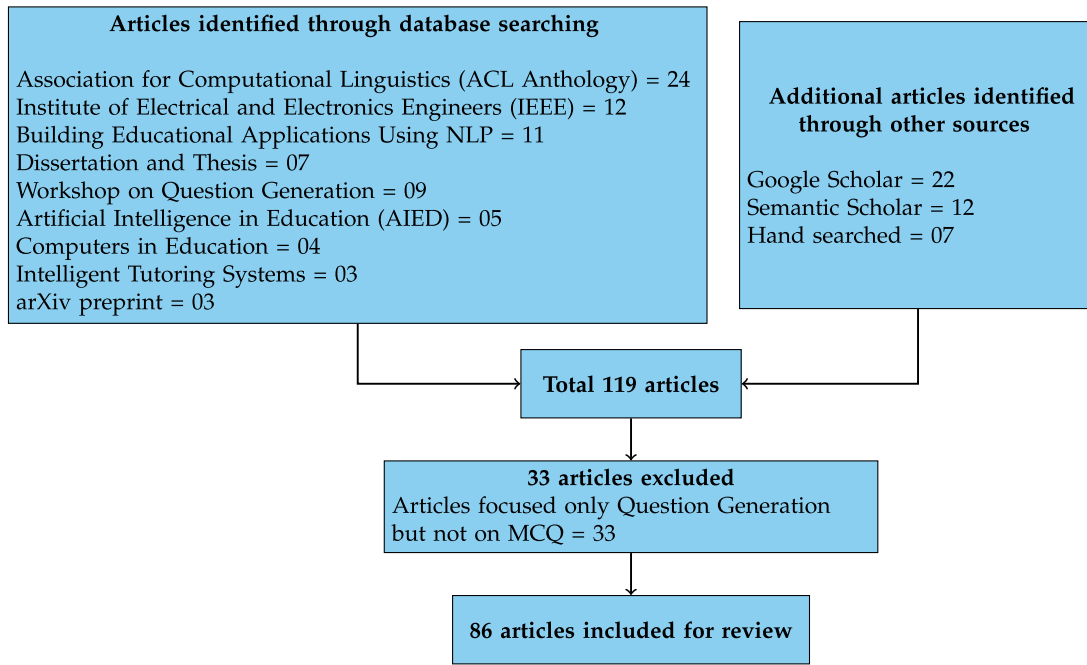 Articles identified through database searching
Association for Computational Linguistics (ACL Anthology) = 24
Institute of Electrical and Electronics Engineers (IEEE) = 12
Building Educational Applications Using NLP = 11
Dissertation and Thesis = 07
Workshop on Question Generation = 09
Artificial Intelligence in Education (AIED) = 05
Computers in Education = 04
Intelligent Tutoring Systems = 03
arXiv preprint = 03
Additional articles identified
through other sources
Google Scholar = 22
Semantic Scholar = 12
Hand searched = 07
Total 119 articles
33 articles excluded
Articles focused only Question Generation
but not on MCQ = 33
86 articles included for review